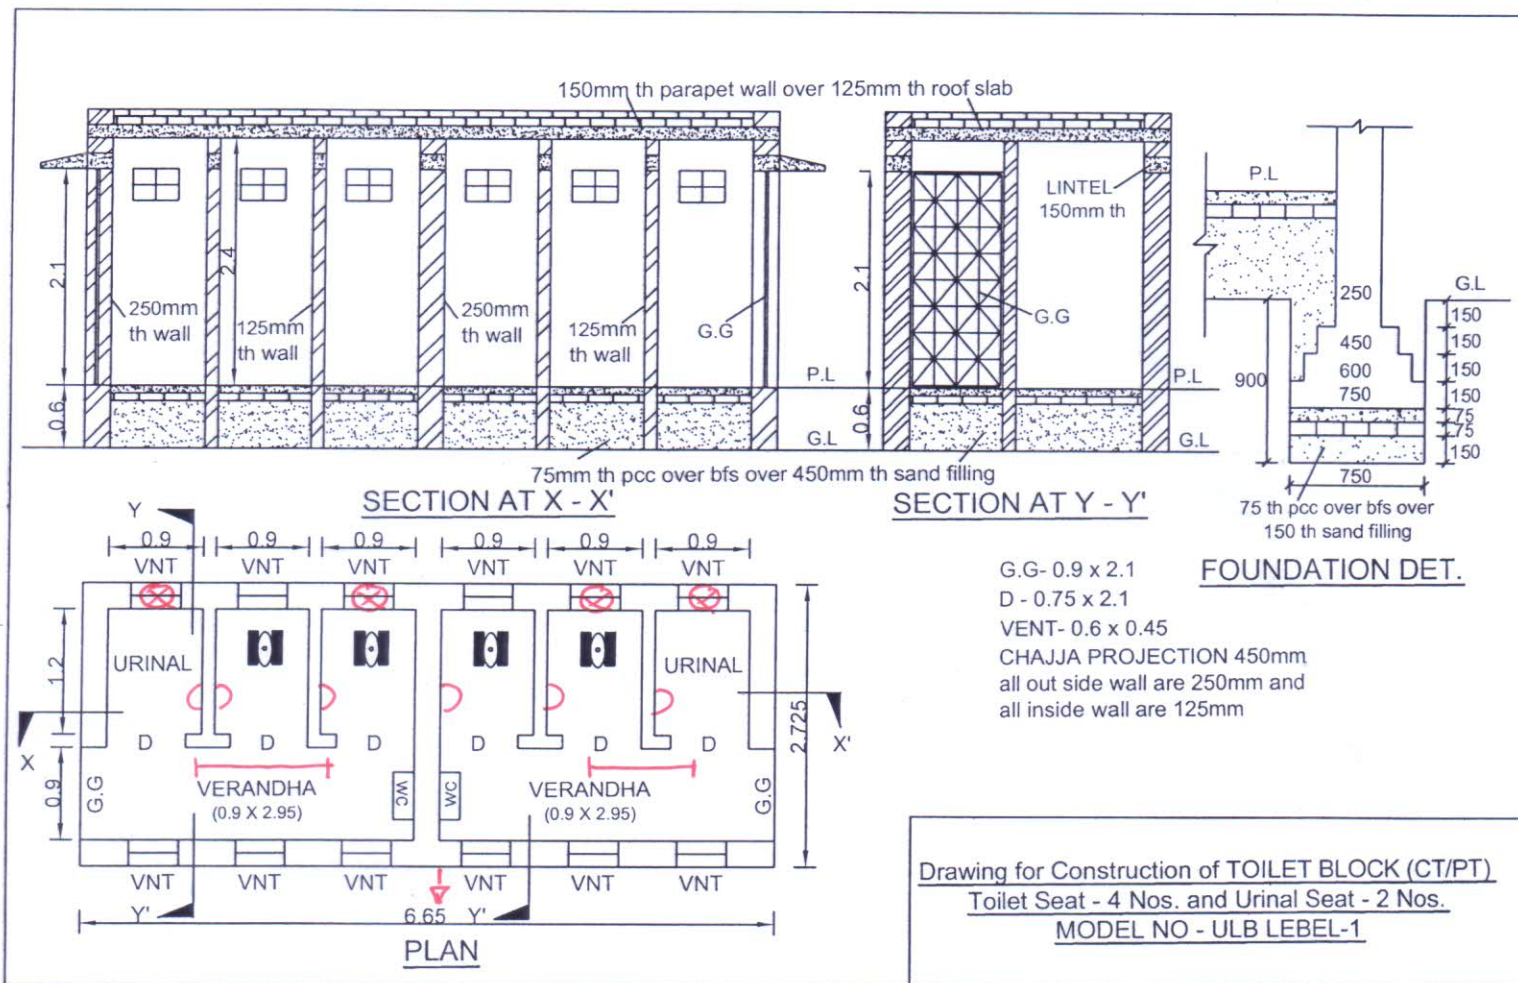 150mm th parapet wall over 125mm th roof slab
2.1
250mm
th wall
2.4
125mm
th wall
250mm
th wall
125mm
th wall
G.G
P.L
0.6
G.L
75mm th pcc over bfs over 450mm th sand filling
SECTION AT X - X'
2.1
LINTEL
150mm th
G.G
P.L
0.6
G.L
SECTION AT Y - Y'
P.L
250
G.L
150
450
150
600
150
900
750
150
75
75
150
750
75 th pcc over bfs over
150 th sand filling
FOUNDATION DET.
Y
0.9
0.9
0.9
0.9
0.9
0.9
VNT
VNT
VNT
VNT
VNT
VNT
URINAL
URINAL
1.2
2.725
X
X'
D
D
D
D
D
D
0.9
G.G
VERANDHA
(0.9 X 2.95)
WC
WC
VERANDHA
(0.9 X 2.95)
G.G
VNT
VNT
VNT
VNT
VNT
VNT
Y'
6.65
Y'
PLAN
G.G- 0.9 x 2.1
D - 0.75 x 2.1
VENT- 0.6 x 0.45
CHAJJA PROJECTION 450mm
all out side wall are 250mm and
all inside wall are 125mm
Drawing for Construction of TOILET BLOCK (CT/PT)
Toilet Seat - 4 Nos. and Urinal Seat - 2 Nos.
MODEL NO - ULB LEBEL-1